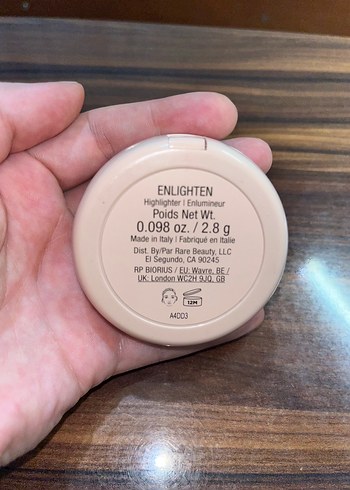 ENLIGHTEN
Highlighter | Enlumineur
Poids Net Wt.
0.098 oz. / 2.8 g
Made in Italy | Fabriqué en Italie
Dist. By/Par Rare Beauty, LLC
El Segundo, CA 90245
RP BIORIUS / EU: Wavre, BE /
UK: London WC2H 9JQ, GB
12M
A4DD3